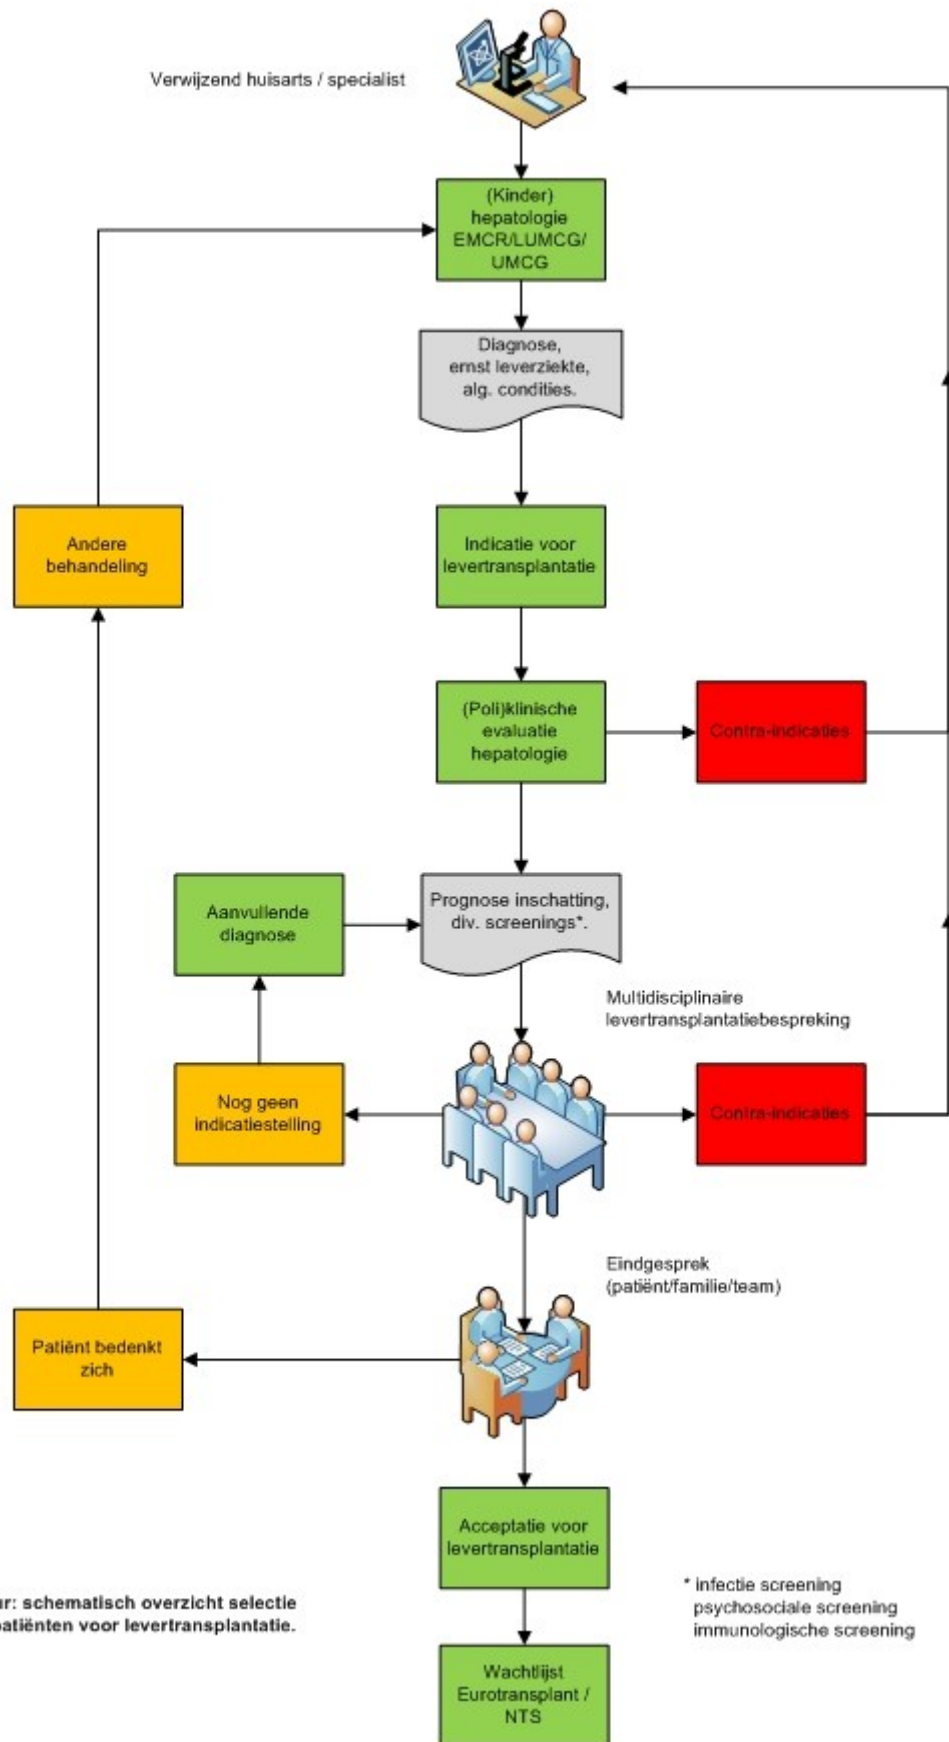 Verwijzend huisarts / specialist
(Kinder)
hepatologie
EMCR/LUMCG/
UMCG
Diagnose,
ernst leverziekte,
alg. condities.
Andere
behandeling
Indicatie voor
levertransplantatie
(Poli)klinische
evaluatie
hepatologie
Contra-indicaties
Aanvullende
diagnose
Prognose inschatting,
div. screenings*.
Multidisciplinaire
levertransplantatiebespreking
Nog geen
indicatiestelling
Contra-indicaties
Eindgesprek
(patiënt/familie/team)
Patiënt bedenkt
zich
Acceptatie voor
levertransplantatie
ur: schematisch overzicht selectie
patiënten voor levertransplantatie.
* infectie screening
psychosociale screening
immunologische screening
Wachtlijst
Eurotransplant /
NTS